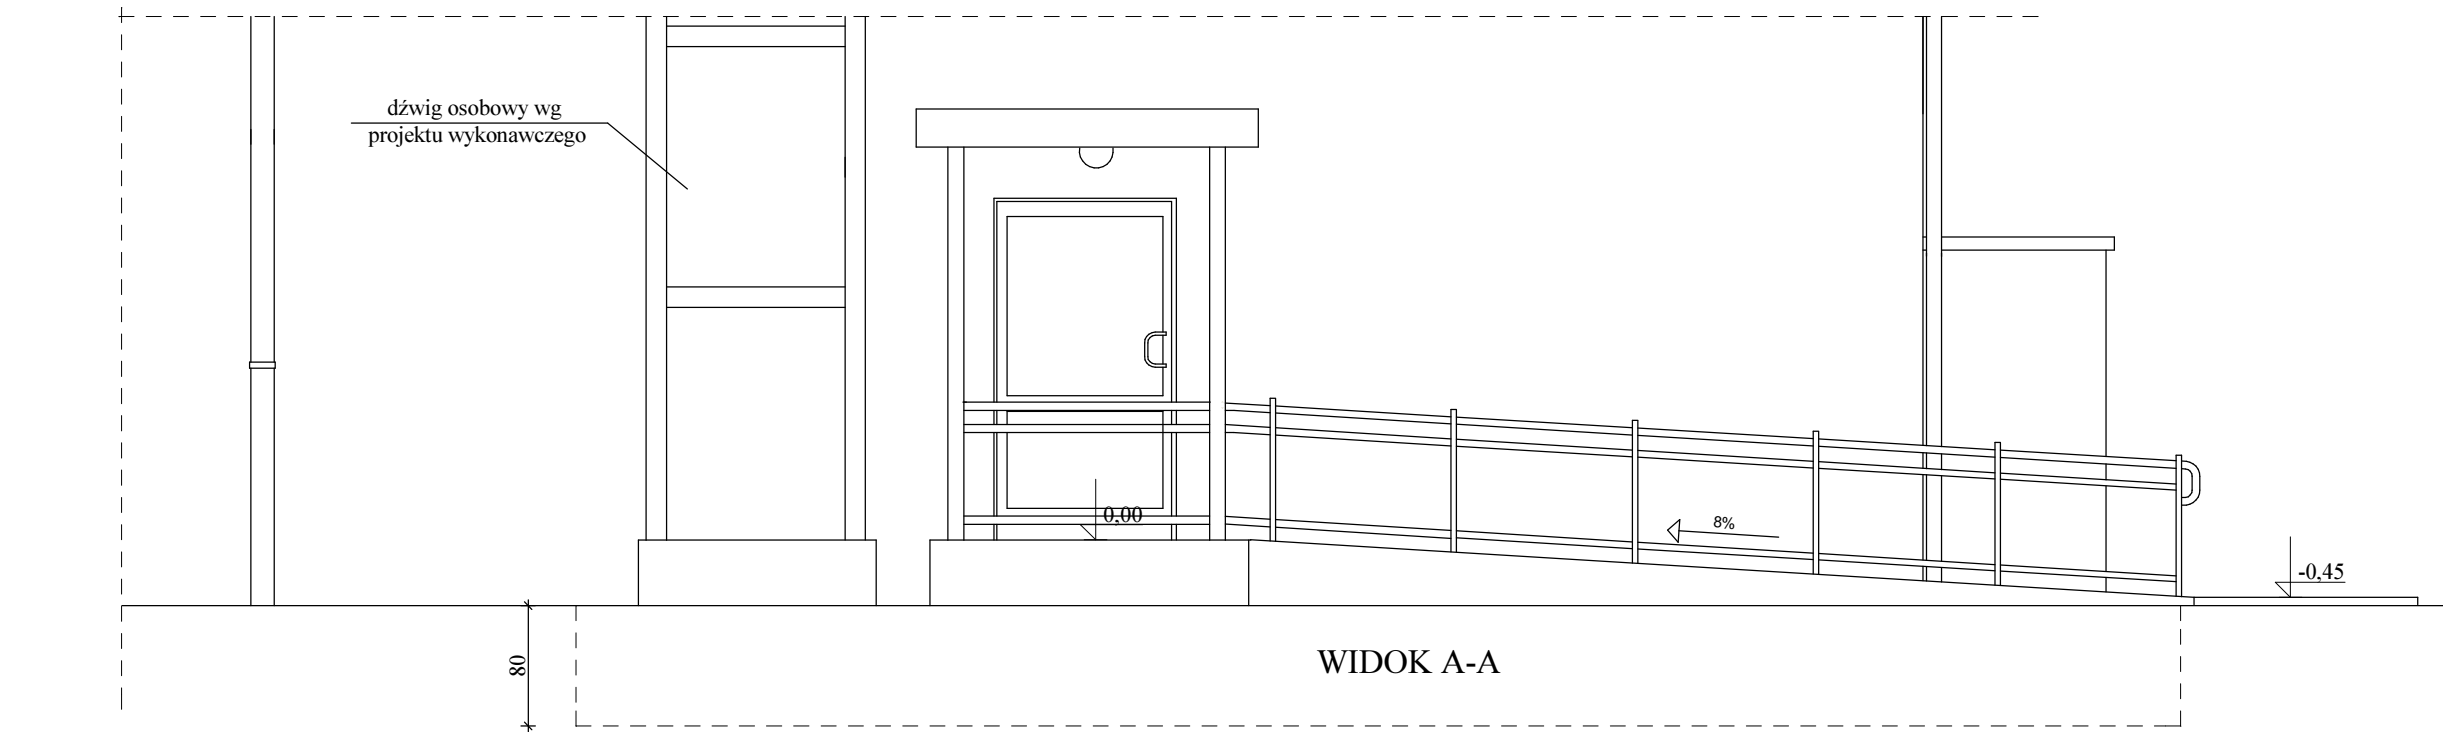 dźwig osobowy wg
projektu wykonawczego
0,00
8%
-0,45
80
WIDOK A-A